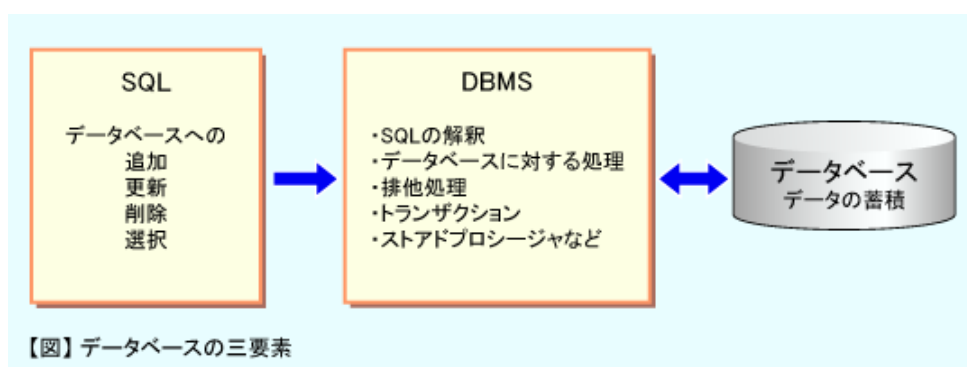 SQL
データベースへの
追加
更新
削除
選択
DBMS
・SQLの解釈
・データベースに対する処理
・排他処理
・トランザクション
・ストアドプロシージャなど
データベース
データの蓄積
【図】データベースの三要素